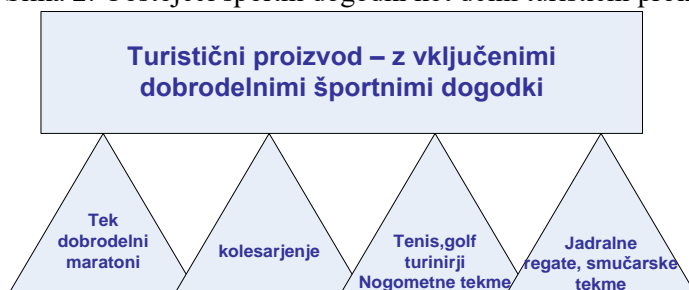 Turistični proizvod – z vključenimi
dobrodelnimi športnimi dogodki
Tek
dobrodelni
maratoni
kolesarjenje
Tenis,golf
turinirji
Nogometne tekme
Jadralne
regate, smučarske
tekme